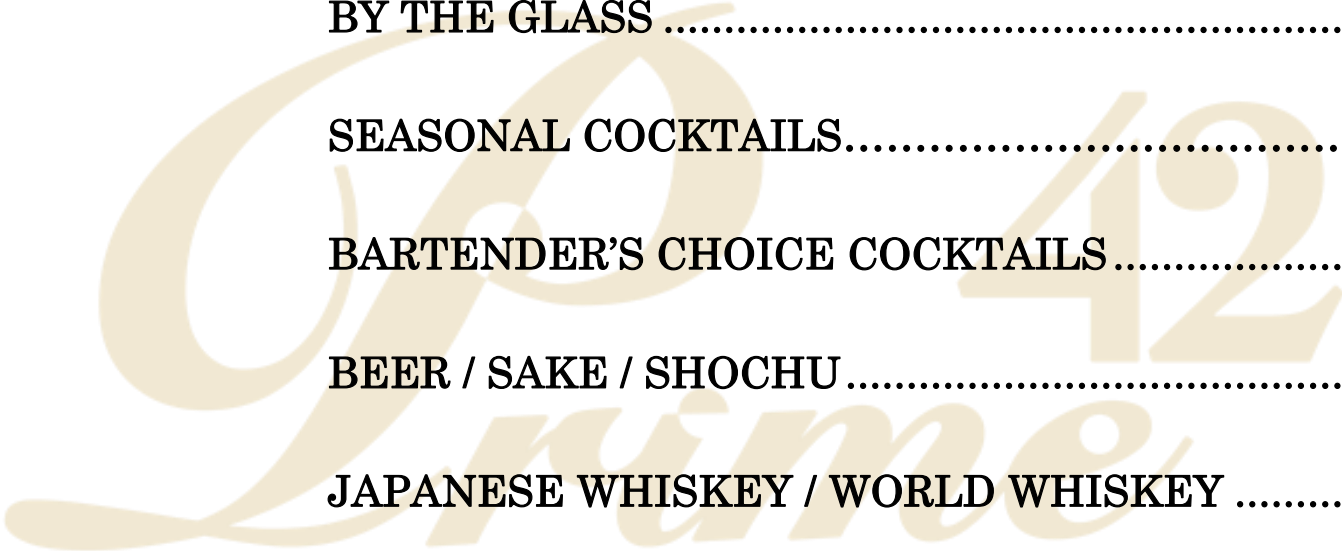 BY THE GLASS ........................................................
SEASONAL COCKTAILS...................................
BARTENDER’S CHOICE COCKTAILS ...................
BEER / SAKE / SHOCHU .........................................
JAPANESE WHISKEY / WORLD WHISKEY .........
Prime 42